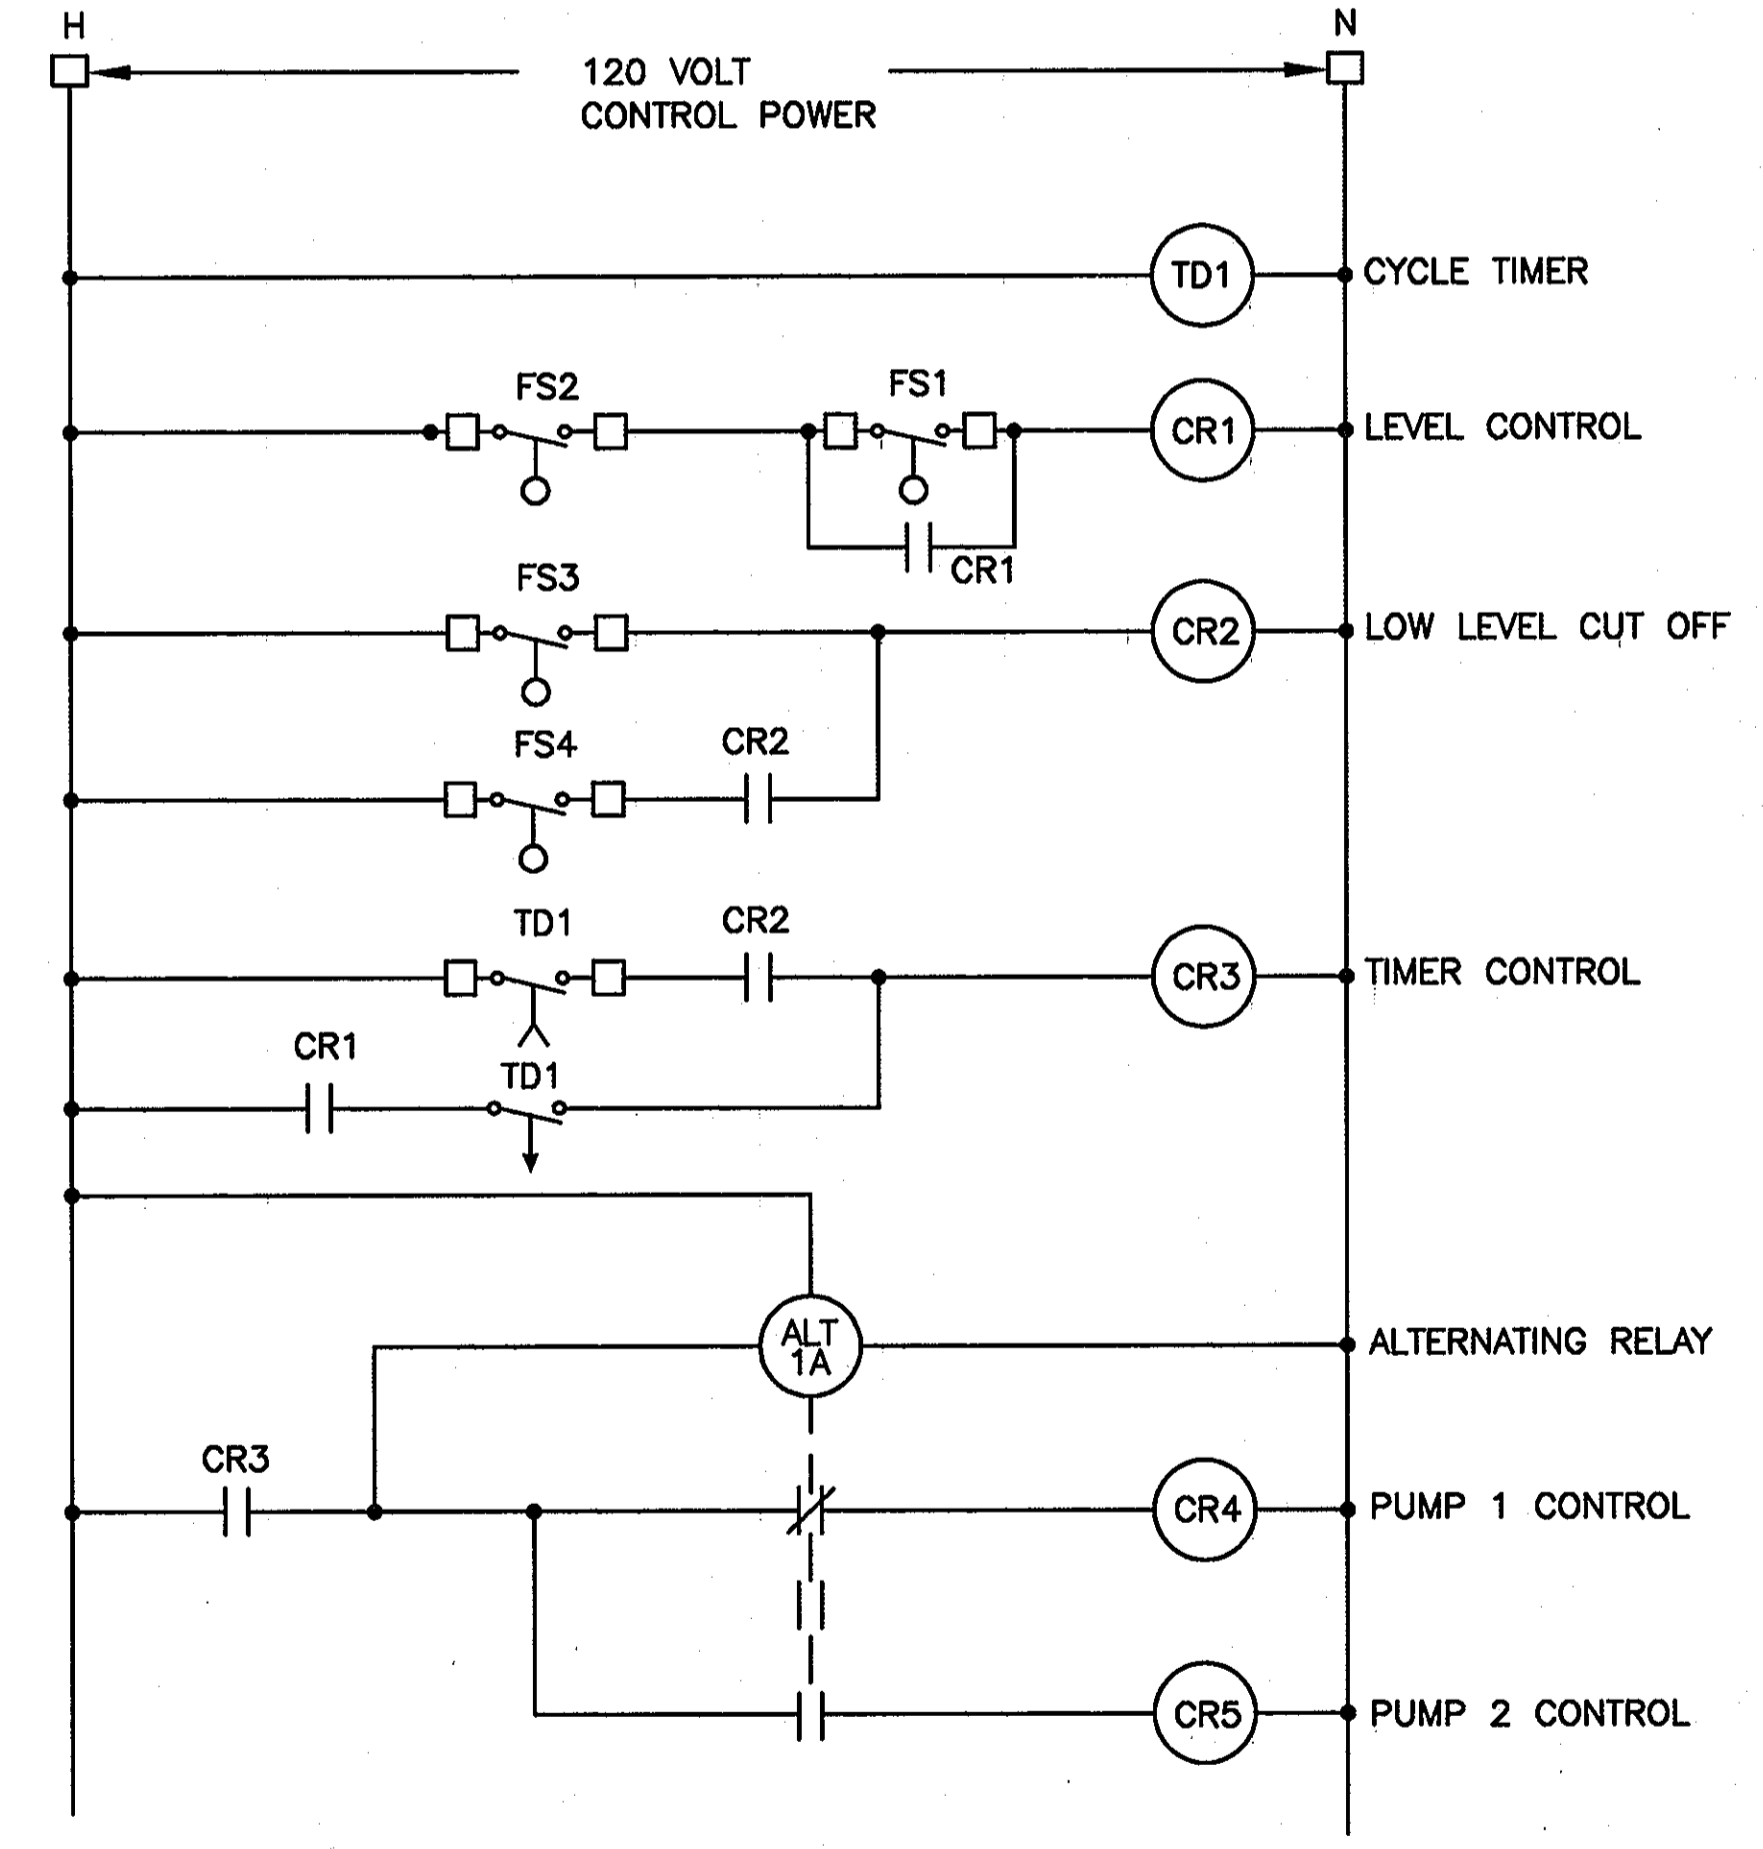 H
N
120 VOLT
CONTROL POWER
TD1
CYCLE TIMER
FS2
FS1
CR1
LEVEL CONTROL
CR1
FS3
CR2
LOW LEVEL CUT OFF
FS4
CR2
TD1
CR2
CR3
TIMER CONTROL
CR1
TD1
ALT
1A
ALTERNATING RELAY
CR3
CR4
PUMP 1 CONTROL
CR5
PUMP 2 CONTROL